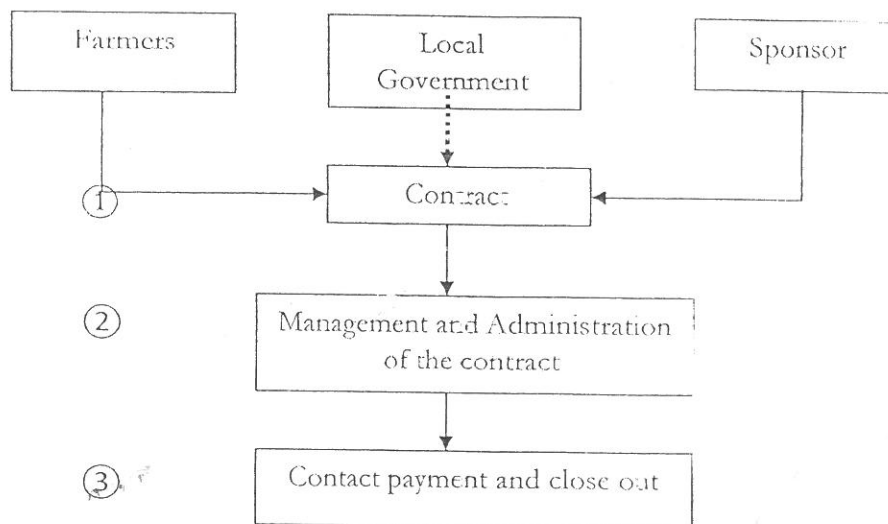 Farmers
Local
Government
Sponsor
1
Contract
2
Management and Administration
of the contract
3
Contact payment and close out